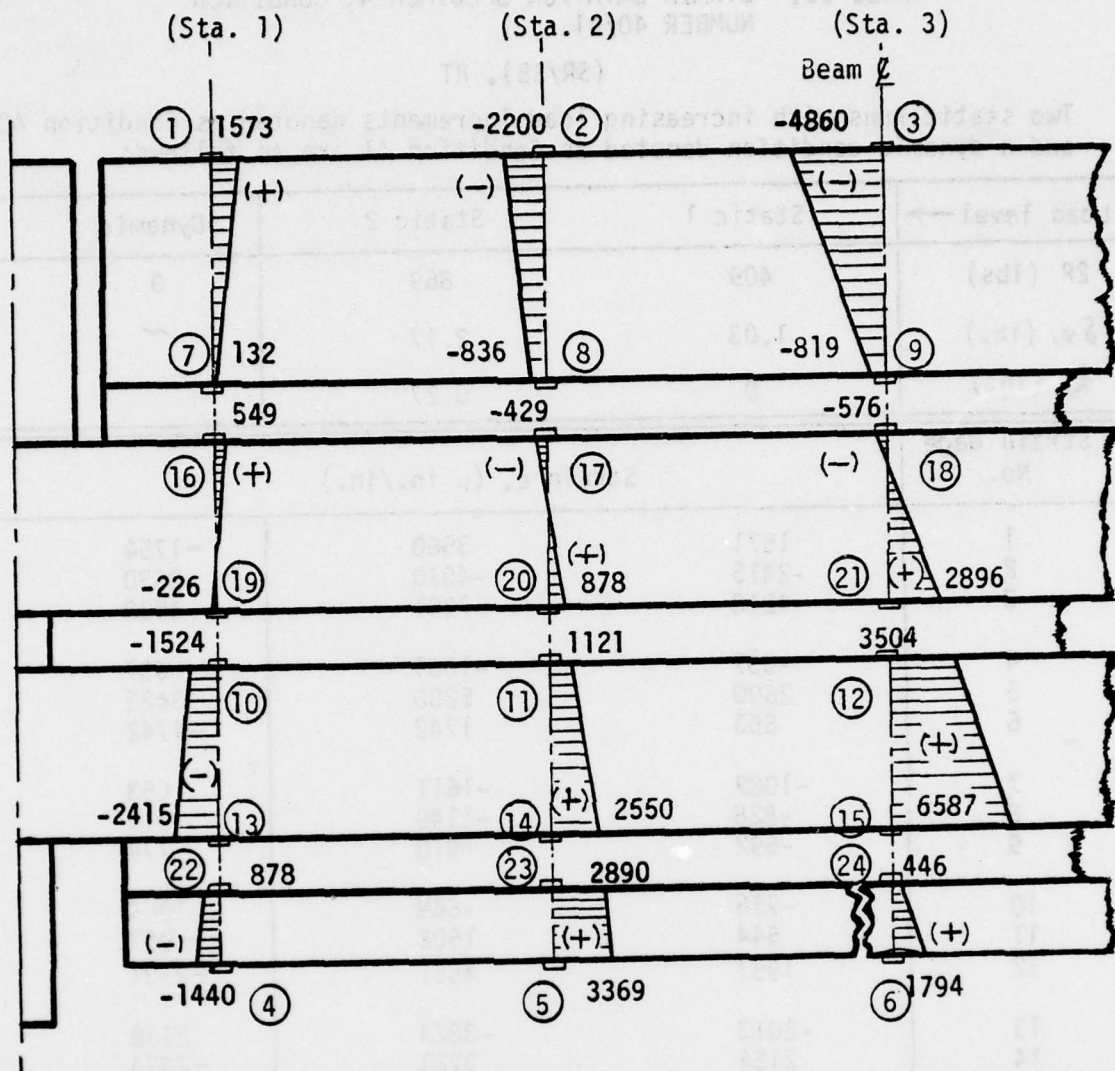 (Sta. 1) (Sta. 2) (Sta. 3)
Beam ℄
① 1573 -2200 ② -4860 ③
(+) (-) (-)
⑦ 132 -836 ⑧ -819 ⑨
549 -429 -576
⑯ (+) (-) ⑰ (-) ⑱
-226 ⑲ ⑳ (+) 878 ㉑ (+) 2896
-1524 1121 3504
⑩ ⑪ ⑫
(-) (+) (+)
-2415 ⑬ ⑭ 2550 ⑮ 6587
㉒ 878 ㉓ 2890 ㉔ 446
(-) (+) (+)
-1440 ④ ⑤ 3369 ⑥ 1794